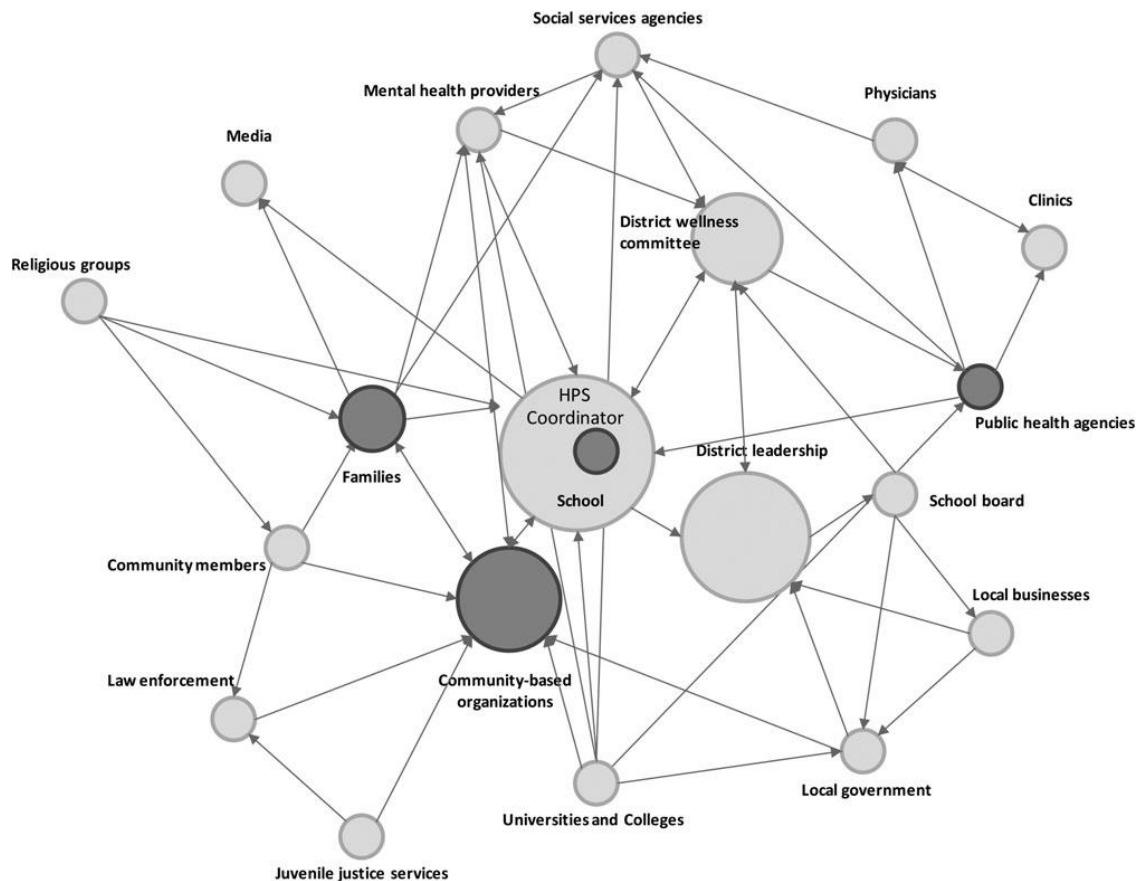 Social services agencies
Mental health providers
Physicians
Media
Clinics
District wellness
committee
Religious groups
HPS
Coordinator
Public health agencies
District leadership
Families
School
School board
Community members
Local businesses
Law enforcement
Community-based
organizations
Local government
Universities and Colleges
Juvenile justice services